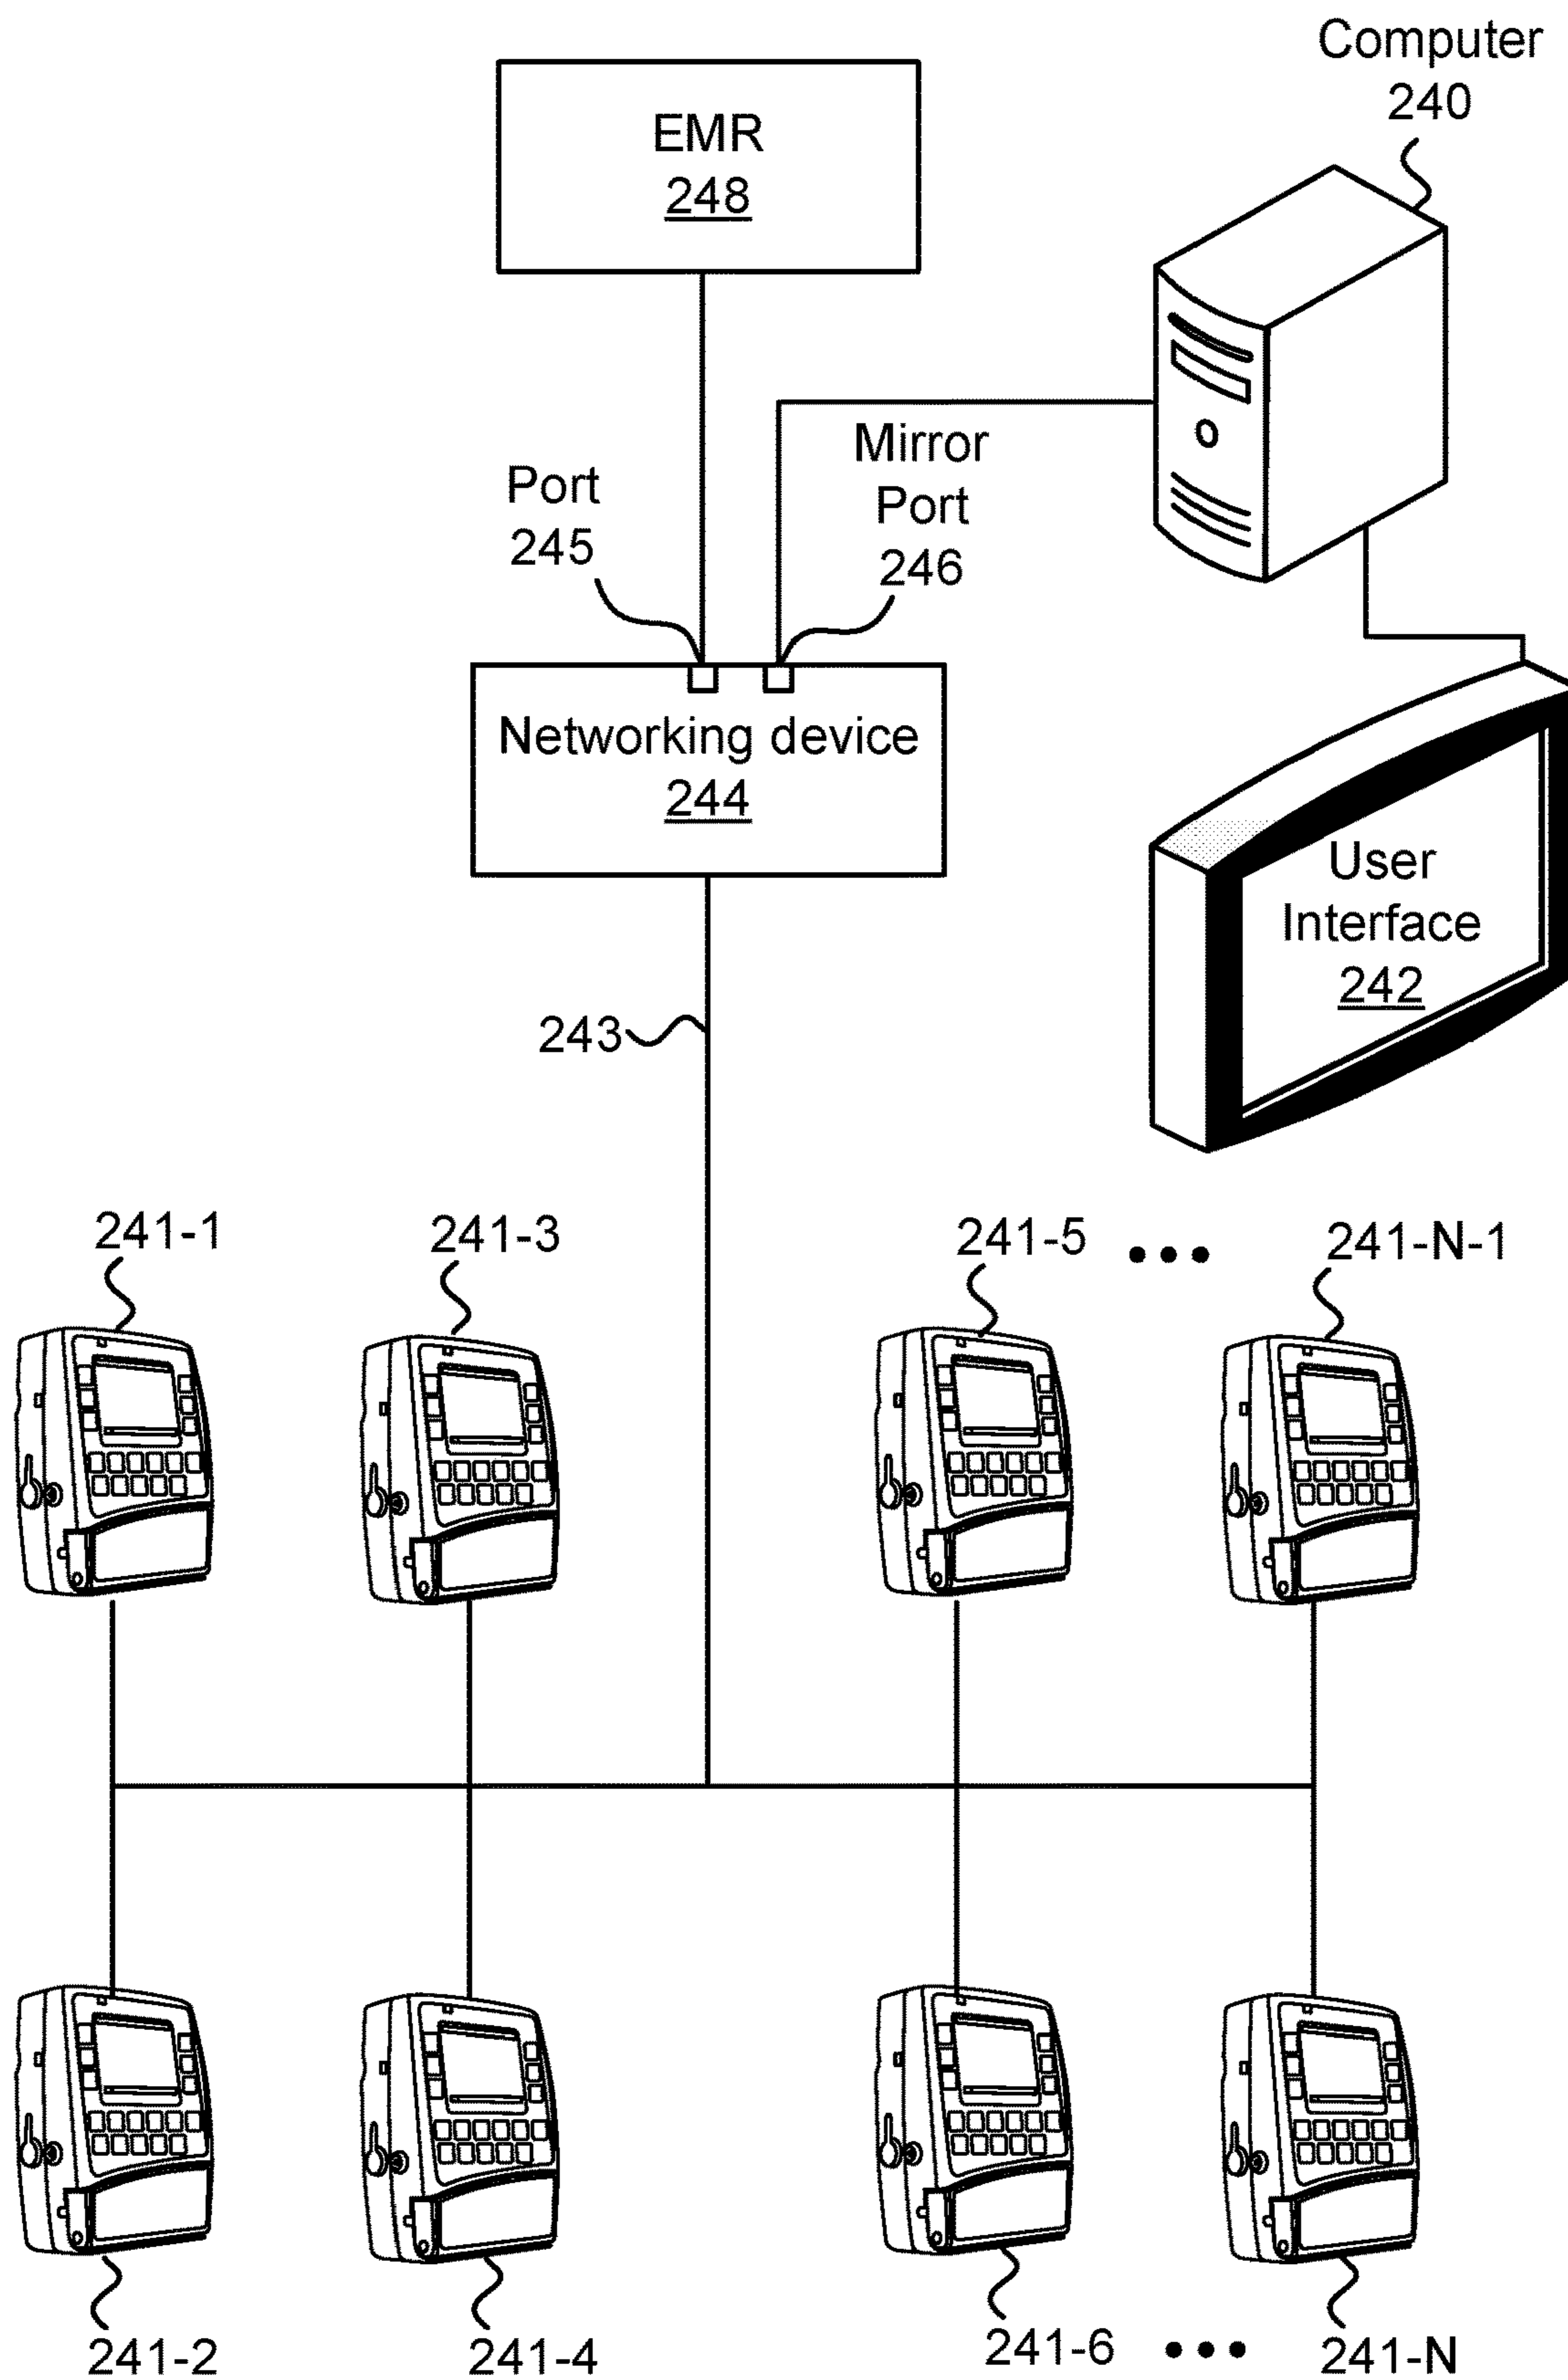 Computer
240
EMR
248
Mirror
Port
246
Port
245
Networking device
244
User
Interface
242
243
241-1
241-3
241-5 •••
241-N-1
241-2
241-4
241-6 •••
241-N